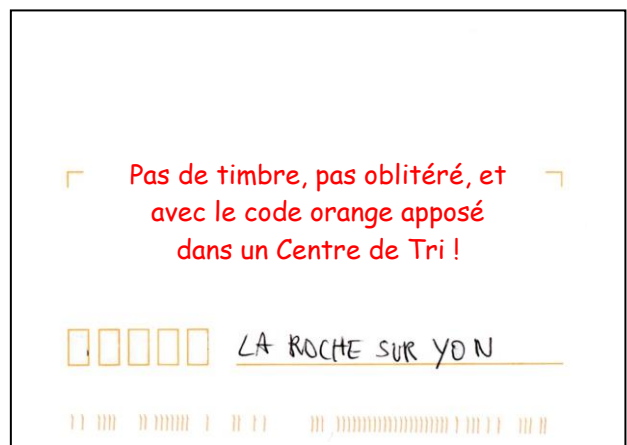 Pas de timbre, pas oblitéré, et
avec le code orange apposé
dans un Centre de Tri !
LA ROCHE SUR YON